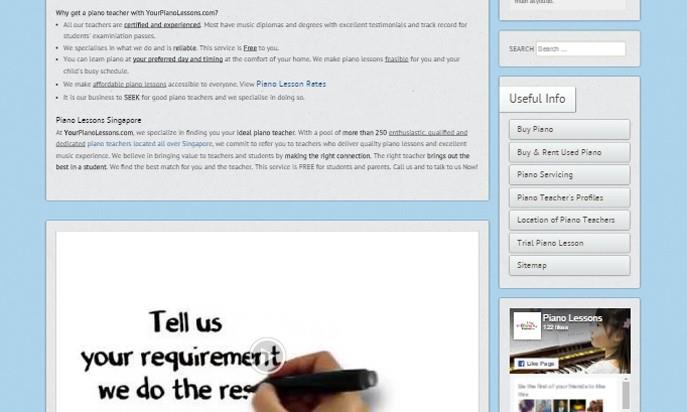 Why get a piano teacher with YourPianoLessons.com?
All our teachers are certified and experienced. Most have music diplomas and degrees with excellent testimonials and track record for
students' examiniation passes.
We specialises in what we do and is reliable. This service is Free to you.
You can learn piano at your preferred day and timing at the comfort of your home. We make piano lessons feasible for you and your
child's busy schedule.
We make affordable piano lessons accessible to everyone. View Piano Lesson Rates
It is our business to SEEK for good piano teachers and we specialise in doing so.
Piano Lessons Singapore
At YourPianoLessons.com, we specialize in finding you your ideal piano teacher. With a pool of more than 250 enthusiastic, qualified and
dedicated piano teachers located all over Singapore, we commit to refer you to teachers who deliver quality piano lessons and excellent
music experience. We believe in bringing value to teachers and students by making the right connection. The right teacher brings out the
best in a student. We find the best match for you and the teacher. This service is FREE for students and parents. Call us and to talk to us Now!
Tell us
your requirement
we do the res
SEARCH Search ...
Useful Info
Buy Piano
Buy & Rent Used Piano
Piano Servicing
Piano Teacher's Profiles
Location of Piano Teachers
Trial Piano Lesson
Sitemap
Piano Lessons
122 likes
Like Page
Be the first of your friends to like
this